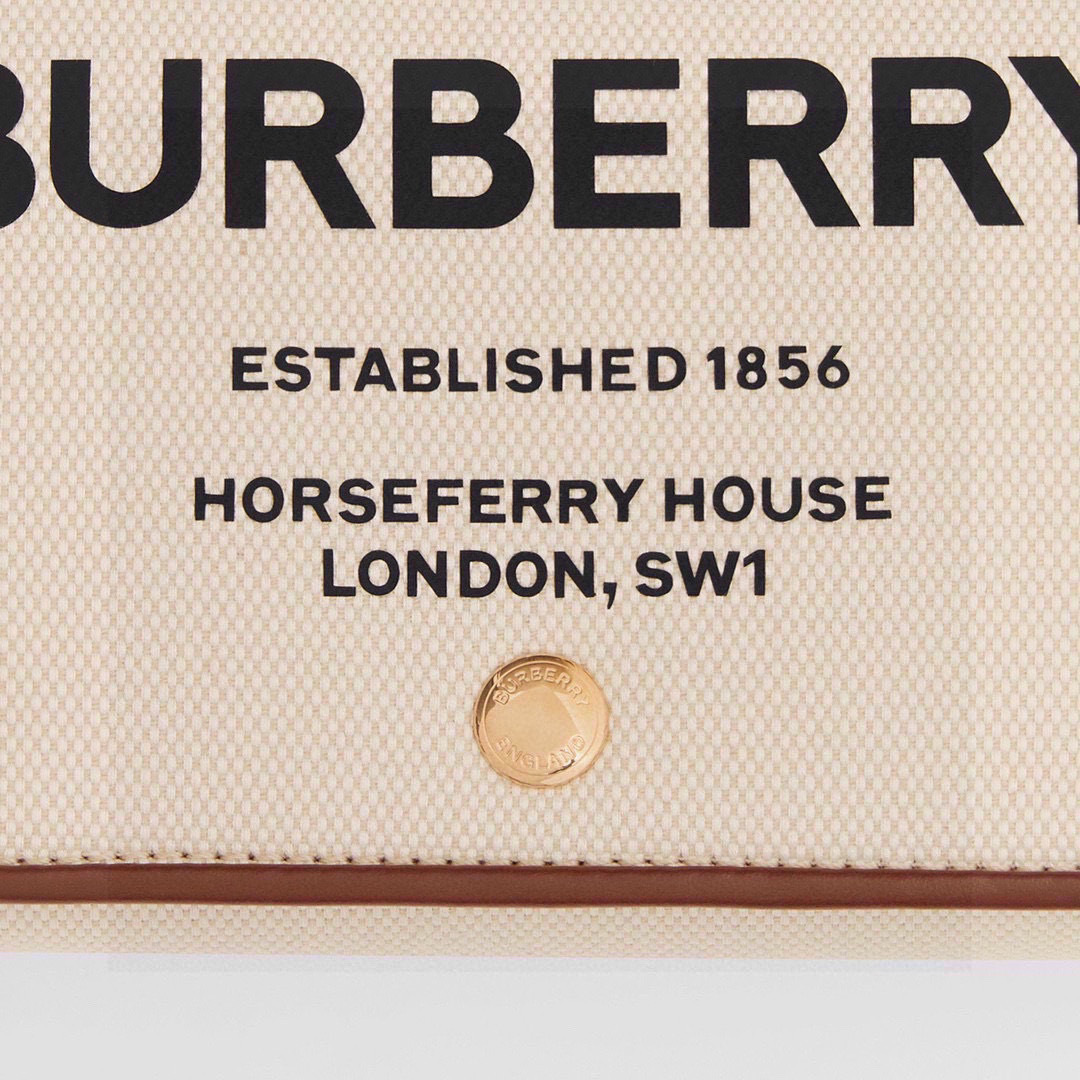 BURBERRY
ESTABLISHED 1856
HORSEFERRY HOUSE
LONDON, SW1
BURBERRY
ENGLAND